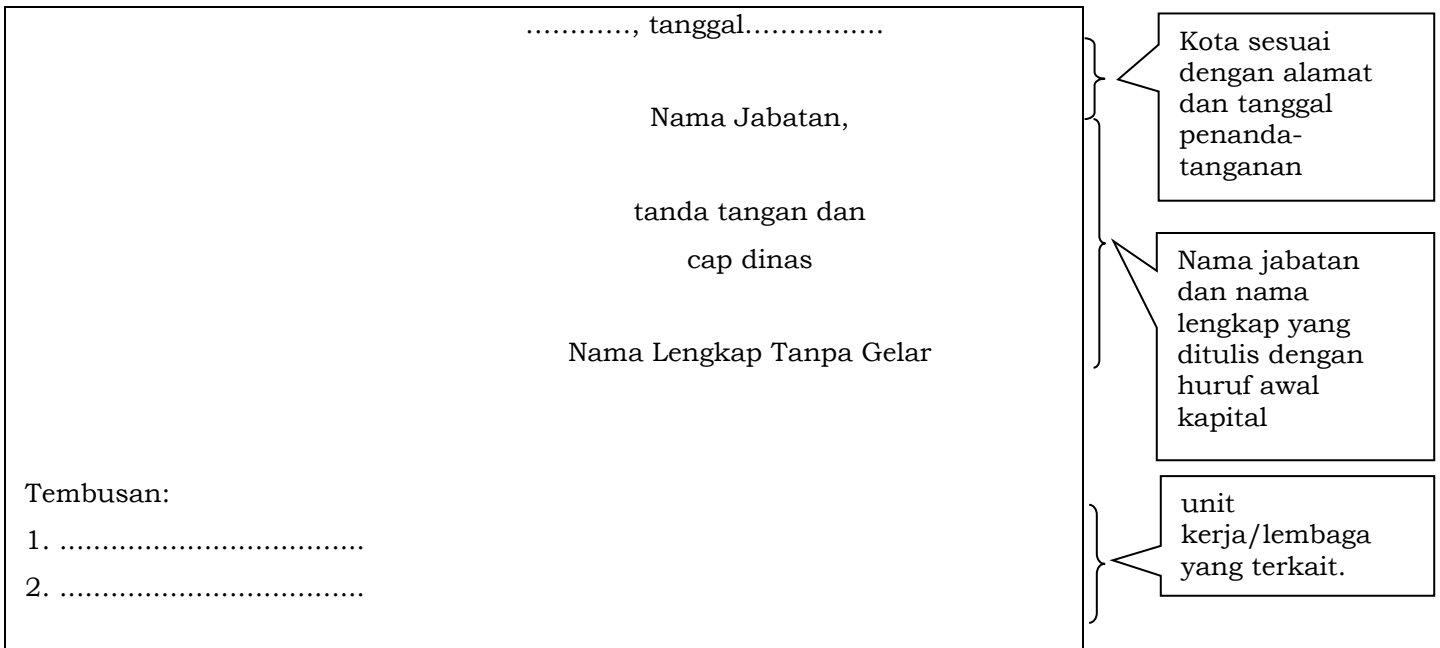 …………, tanggal…………….
Nama Jabatan,
tanda tangan dan
cap dinas
Nama Lengkap Tanpa Gelar
Tembusan:
1. ………………………………
2. ………………………………
Kota sesuai
dengan alamat
dan tanggal
penanda-
tanganan
Nama jabatan
dan nama
lengkap yang
ditulis dengan
huruf awal
kapital
unit
kerja/lembaga
yang terkait.